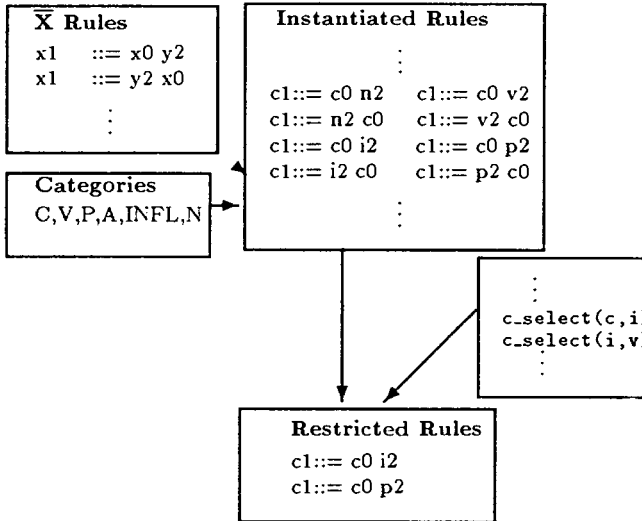 X̿ Rules
x1 ::= x0 y2
x1 ::= y2 x0
⋮
Categories
C,V,P,A,INFL,N
Instantiated Rules
⋮
c1::= c0 n2 c1::= c0 v2
c1::= n2 c0 c1::= v2 c0
c1::= c0 i2 c1::= c0 p2
c1::= i2 c0 c1::= p2 c0
⋮
⋮
c_select(c,i)
c_select(i,v)
⋮
Restricted Rules
c1::= c0 i2
c1::= c0 p2